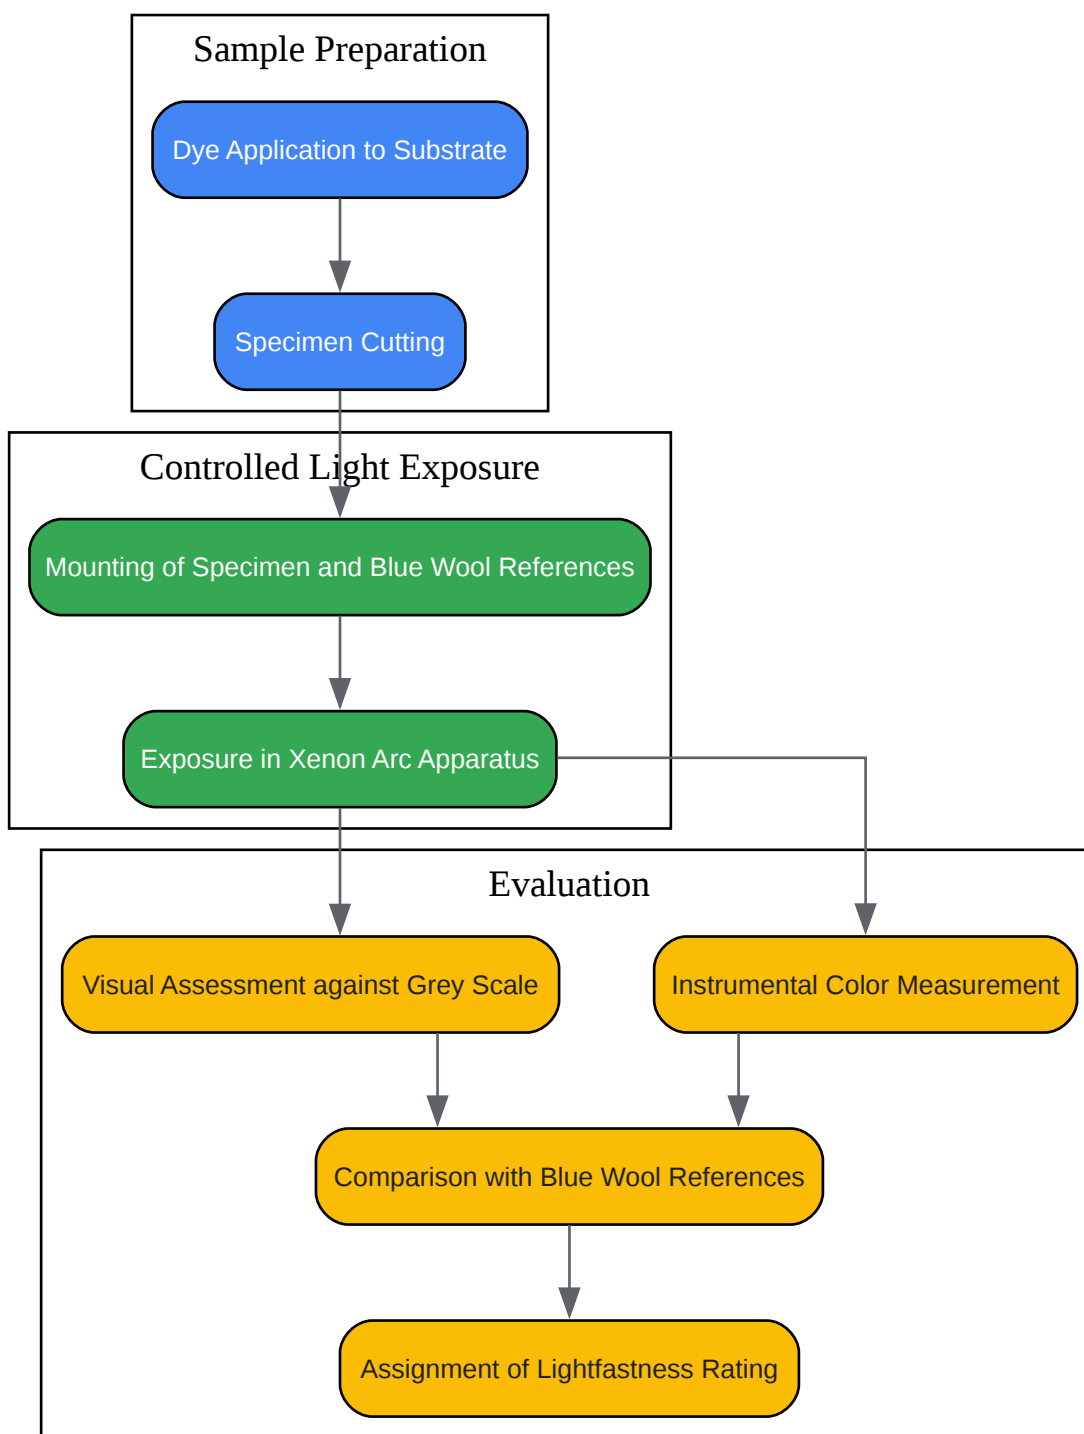 Sample Preparation
Dye Application to Substrate
Specimen Cutting
Controlled Light Exposure
Mounting of Specimen and Blue Wool References
Exposure in Xenon Arc Apparatus
Evaluation
Visual Assessment against Grey Scale
Instrumental Color Measurement
Comparison with Blue Wool References
Assignment of Lightfastness Rating